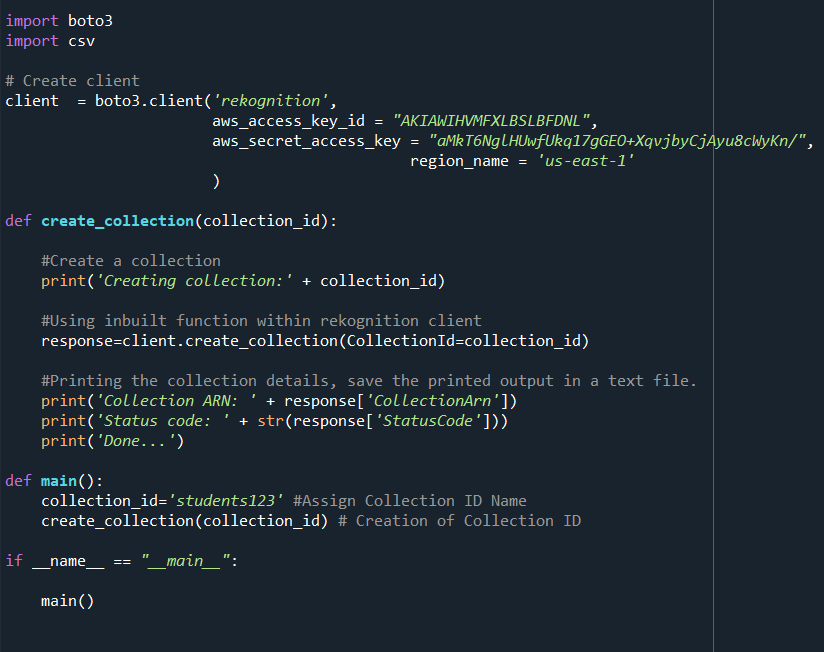 import boto3
import csv
# Create client
client  = boto3.client('rekognition',
aws_access_key_id = "AKIAWIHVMFXLBSLBFDNL",
aws_secret_access_key = "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",
region_name = 'us-east-1'
)
def create_collection(collection_id):
#Create a collection
print('Creating collection:' + collection_id)
#Using inbuilt function within rekognition client
response=client.create_collection(CollectionId=collection_id)
#Printing the collection details, save the printed output in a text file.
print('Collection ARN: ' + response['CollectionArn'])
print('Status code: ' + str(response['StatusCode']))
print('Done...')
def main():
collection_id='students123' #Assign Collection ID Name
create_collection(collection_id) # Creation of Collection ID
if __name__ == "__main__":
main()